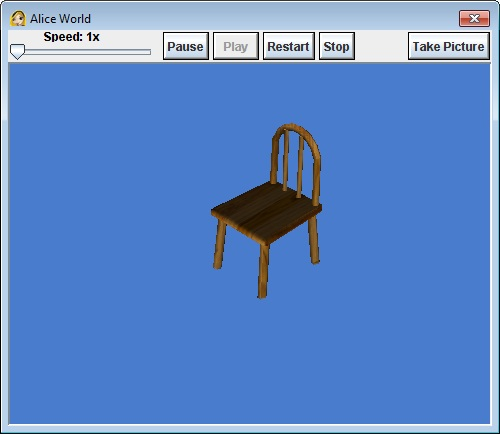 Alice World
Speed: 1x
Pause Play Restart Stop Take Picture